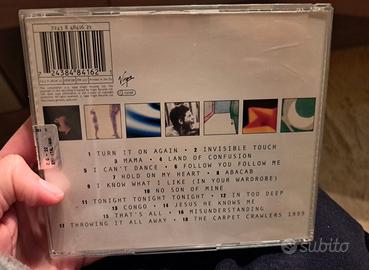 7243 8 48416 21
7 24384 84162
Virgin
1 TURN IT ON AGAIN · 2 INVISIBLE TOUCH
3 MAMA · 4 LAND OF CONFUSION
5 I CAN'T DANCE · 6 FOLLOW YOU FOLLOW ME
7 HOLD ON MY HEART · 8 ABACAB
9 I KNOW WHAT I LIKE (IN YOUR WARDROBE)
10 NO SON OF MINE
11 TONIGHT TONIGHT TONIGHT · 12 IN TOO DEEP
13 CONGO · 14 JESUS HE KNOWS ME
15 THAT'S ALL · 16 MISUNDERSTANDING
17 THROWING IT ALL AWAY · 18 THE CARPET CRAWLERS 1999
subito